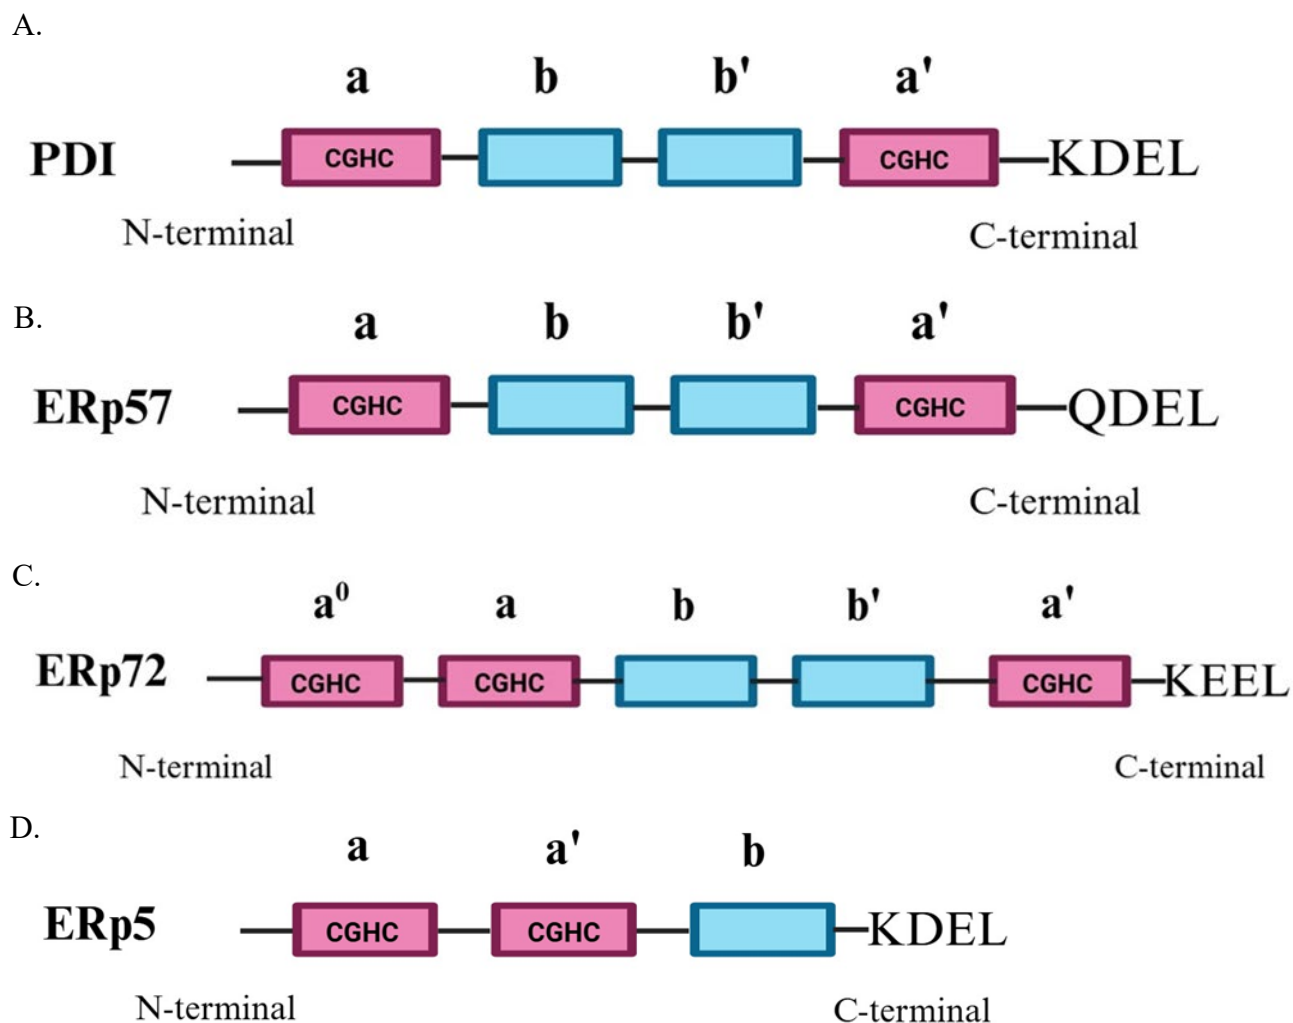 A.
a b b' a'
PDI CGHC CGHC KDEL
N-terminal C-terminal
B.
a b b' a'
ERp57 CGHC CGHC QDEL
N-terminal C-terminal
C.
a⁰ a b b' a'
ERp72 CGHC CGHC CGHC KEEL
N-terminal C-terminal
D.
a a' b
ERp5 CGHC CGHC KDEL
N-terminal C-terminal